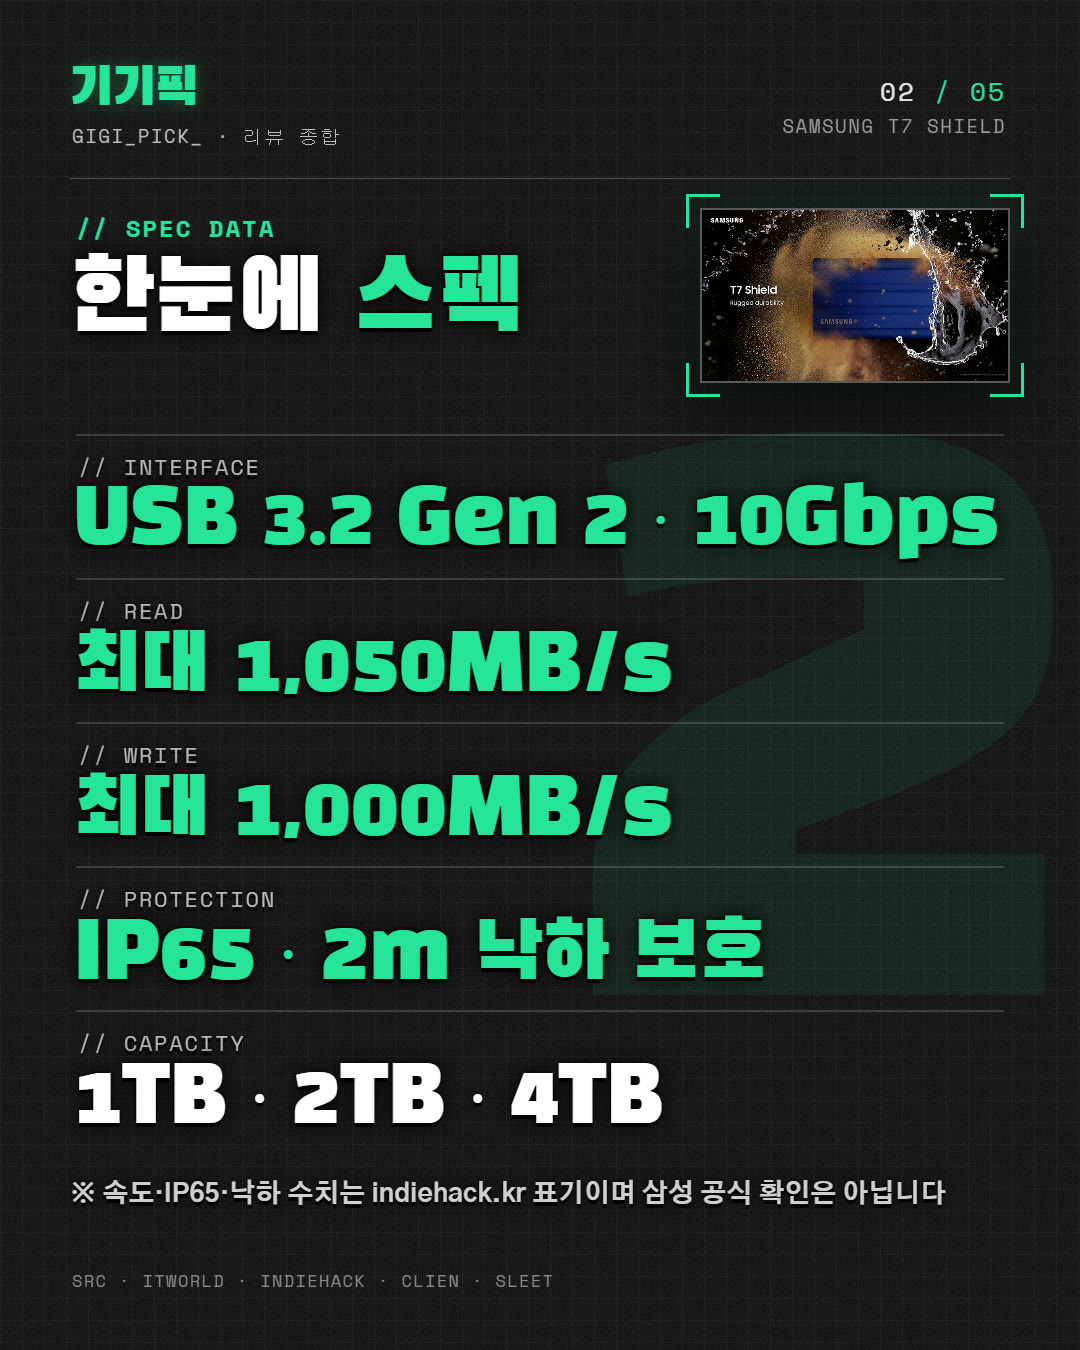 기기픽
GIGI_PICK_ · 리뷰 종합
02 / 05
SAMSUNG T7 SHIELD
// SPEC DATA
한눈에 스펙
SAMSUNG
T7 Shield
Rugged durability
SAMSUNG
// INTERFACE
USB 3.2 Gen 2 · 10Gbps
// READ
최대 1,050MB/s
// WRITE
최대 1,000MB/s
// PROTECTION
IP65 · 2m 낙하 보호
// CAPACITY
1TB · 2TB · 4TB
※ 속도·IP65·낙하 수치는 indiehack.kr 표기이며 삼성 공식 확인은 아닙니다
SRC · ITWORLD · INDIEHACK · CLIEN · SLEET
2